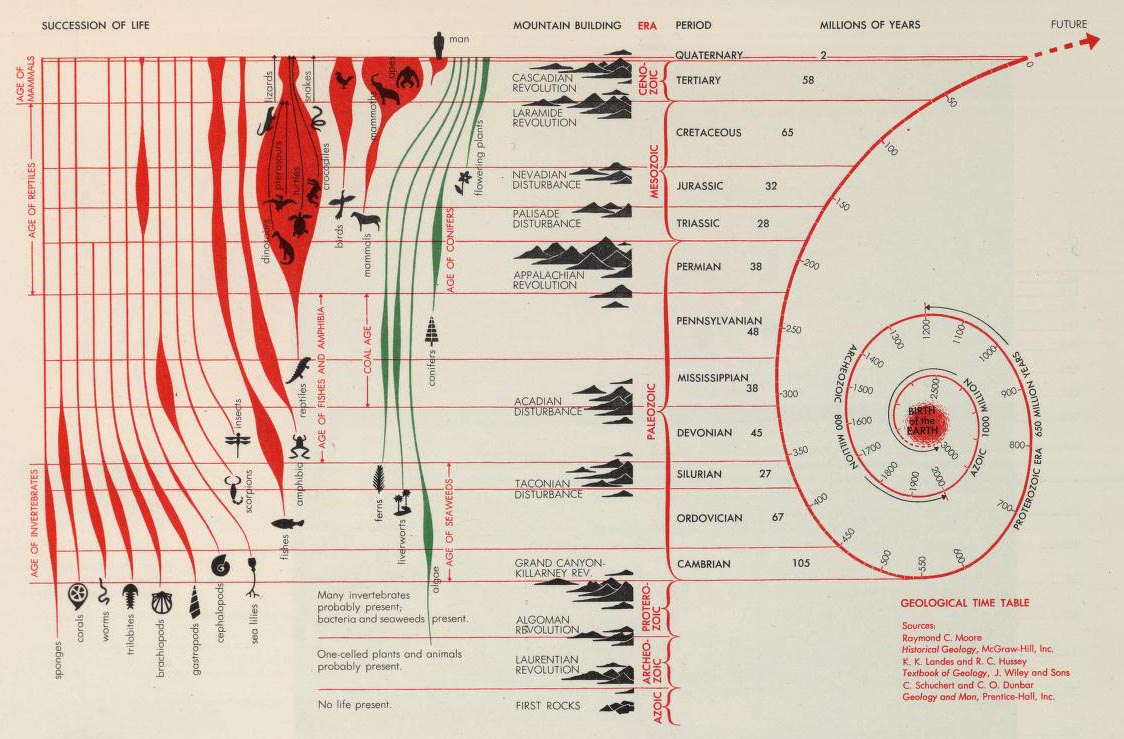 SUCCESSION OF LIFE
MOUNTAIN BUILDING
ERA
PERIOD
MILLIONS OF YEARS
FUTURE
AGE OF
MAMMALS
AGE OF REPTILES
AGE OF INVERTEBRATES
man
lizards
snakes
mammoth
apes
pterosaurs
turtles
crocodiles
dinosaurs
birds
mammals
flowering plants
AGE OF CONIFERS
AGE OF FISHES AND AMPHIBIA
COAL AGE
conifers
reptiles
insects
amphibia
scorpions
fishes
ferns
liverworts
AGE OF SEAWEEDS
algae
sponges
corals
worms
trilobites
brachiopods
gastropods
cephalopods
sea lilies
Many invertebrates
probably present;
bacteria and seaweeds present.
One-celled plants and animals
probably present.
No life present.
CASCADIAN
REVOLUTION
LARAMIDE
REVOLUTION
NEVADIAN
DISTURBANCE
PALISADE
DISTURBANCE
APPALACHIAN
REVOLUTION
ACADIAN
DISTURBANCE
TACONIAN
DISTURBANCE
GRAND CANYON-
KILLARNEY REV.
ALGOMAN
REVOLUTION
LAURENTIAN
REVOLUTION
FIRST ROCKS
CENO-
ZOIC
MESOZOIC
PALEOZOIC
PROTERO-
ZOIC
ARCHEO-
ZOIC
AZOIC
QUATERNARY 2
TERTIARY 58
CRETACEOUS 65
JURASSIC 32
TRIASSIC 28
PERMIAN 38
PENNSYLVANIAN
48
MISSISSIPPIAN
38
DEVONIAN 45
SILURIAN 27
ORDOVICIAN 67
CAMBRIAN 105
0
50
100
150
200
250
300
350
400
450
500
550
600
700
800
900
1000
1100
1200
1300
1400
1500
1600
1700
1800
1900
2000
2500
3000
PROTEROZOIC ERA 650 MILLION YEARS
ARCHEOZOIC 800 MILLION
AZOIC 1000 MILLION
BIRTH
of the
EARTH
GEOLOGICAL TIME TABLE
Sources:
Raymond C. Moore
Historical Geology, McGraw-Hill, Inc.
K. K. Landes and R. C. Hussey
Textbook of Geology, J. Wiley and Sons
C. Schuchert and C. O. Dunbar
Geology and Man, Prentice-Hall, Inc.